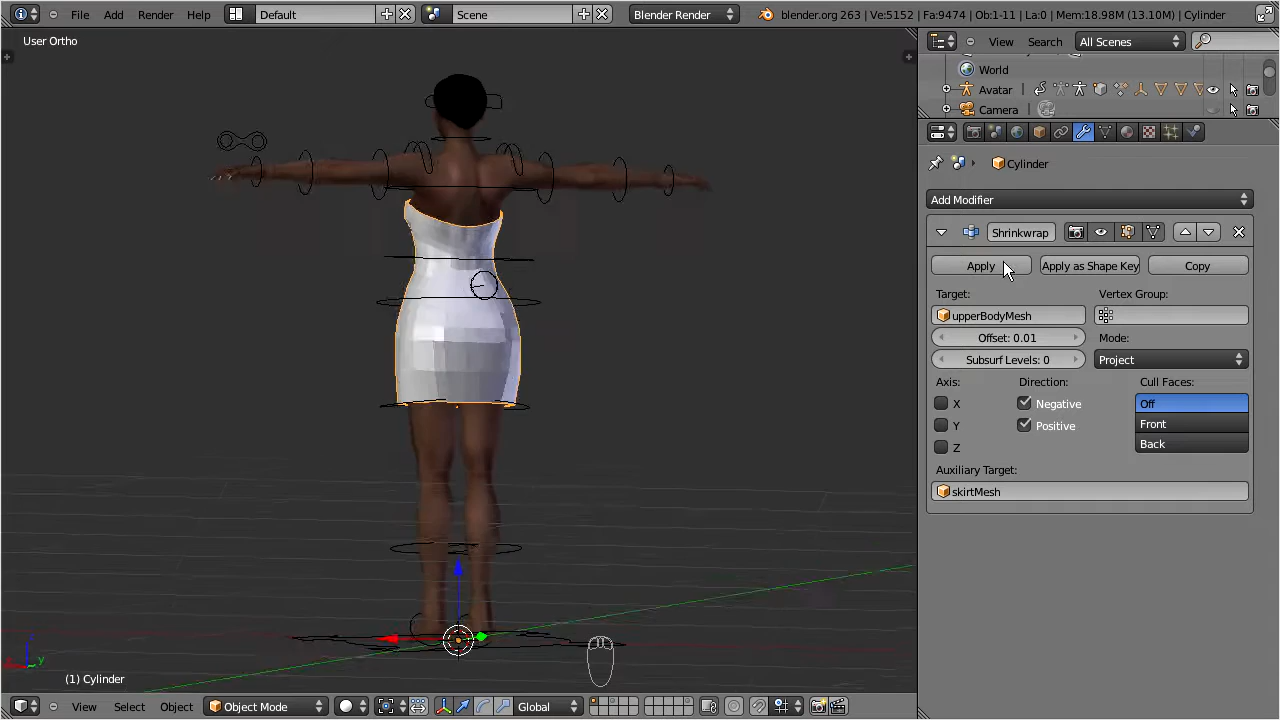 File Add Render Help Default Scene Blender Render blender.org 263 | Ve:5152 | Fa:9474 | Ob:1-11 | La:0 | Mem:18.98M (13.10M) | Cylinder
User Ortho
View Search All Scenes
World
Avatar
Camera
Cylinder
Add Modifier
Shrinkwrap
Apply Apply as Shape Key Copy
Target: Vertex Group:
upperBodyMesh
Offset: 0.01 Mode:
Subsurf Levels: 0 Project
Axis: Direction: Cull Faces:
X Negative Off
Y Positive Front
Z Back
Auxiliary Target:
skirtMesh
z
x y
(1) Cylinder
View Select Object Object Mode Global